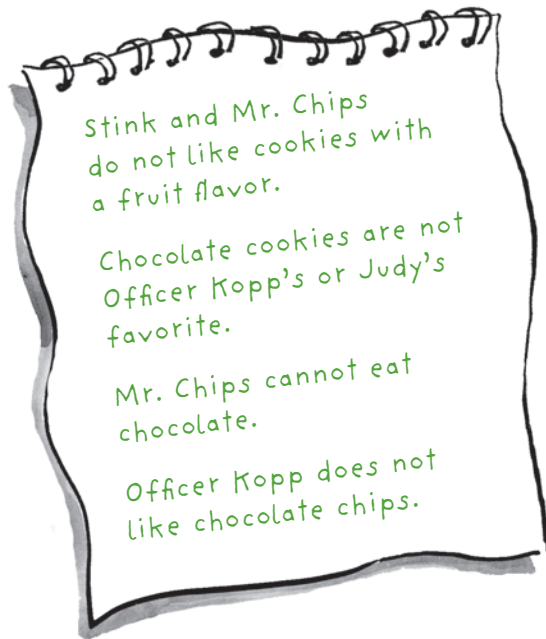 Stink and Mr. Chips
do not like cookies with
a fruit flavor.
Chocolate cookies are not
Officer Kopp's or Judy's
favorite.
Mr. Chips cannot eat
chocolate.
Officer Kopp does not
like chocolate chips.